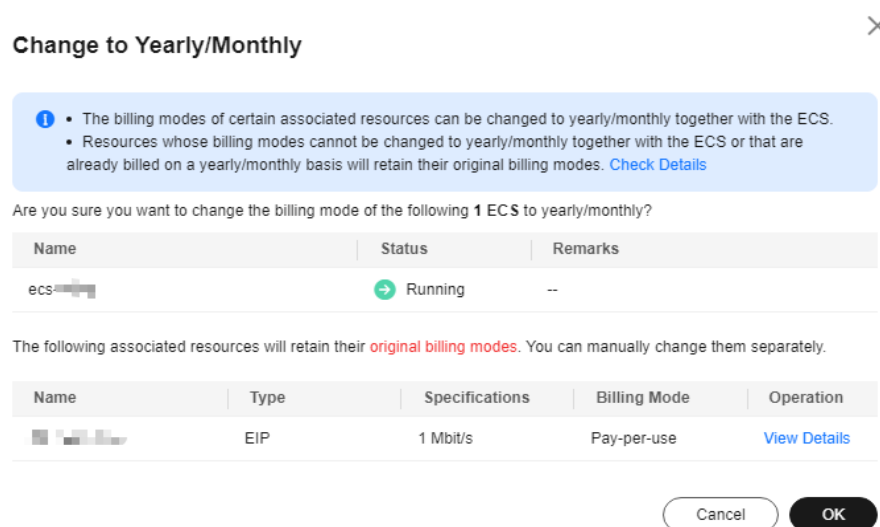 Change to Yearly/Monthly
• The billing modes of certain associated resources can be changed to yearly/monthly together with the ECS.
• Resources whose billing modes cannot be changed to yearly/monthly together with the ECS or that are
already billed on a yearly/monthly basis will retain their original billing modes. Check Details
Are you sure you want to change the billing mode of the following 1 ECS to yearly/monthly?
Name Status Remarks
ecs Running --
The following associated resources will retain their original billing modes. You can manually change them separately.
Name Type Specifications Billing Mode Operation
EIP 1 Mbit/s Pay-per-use View Details
Cancel OK